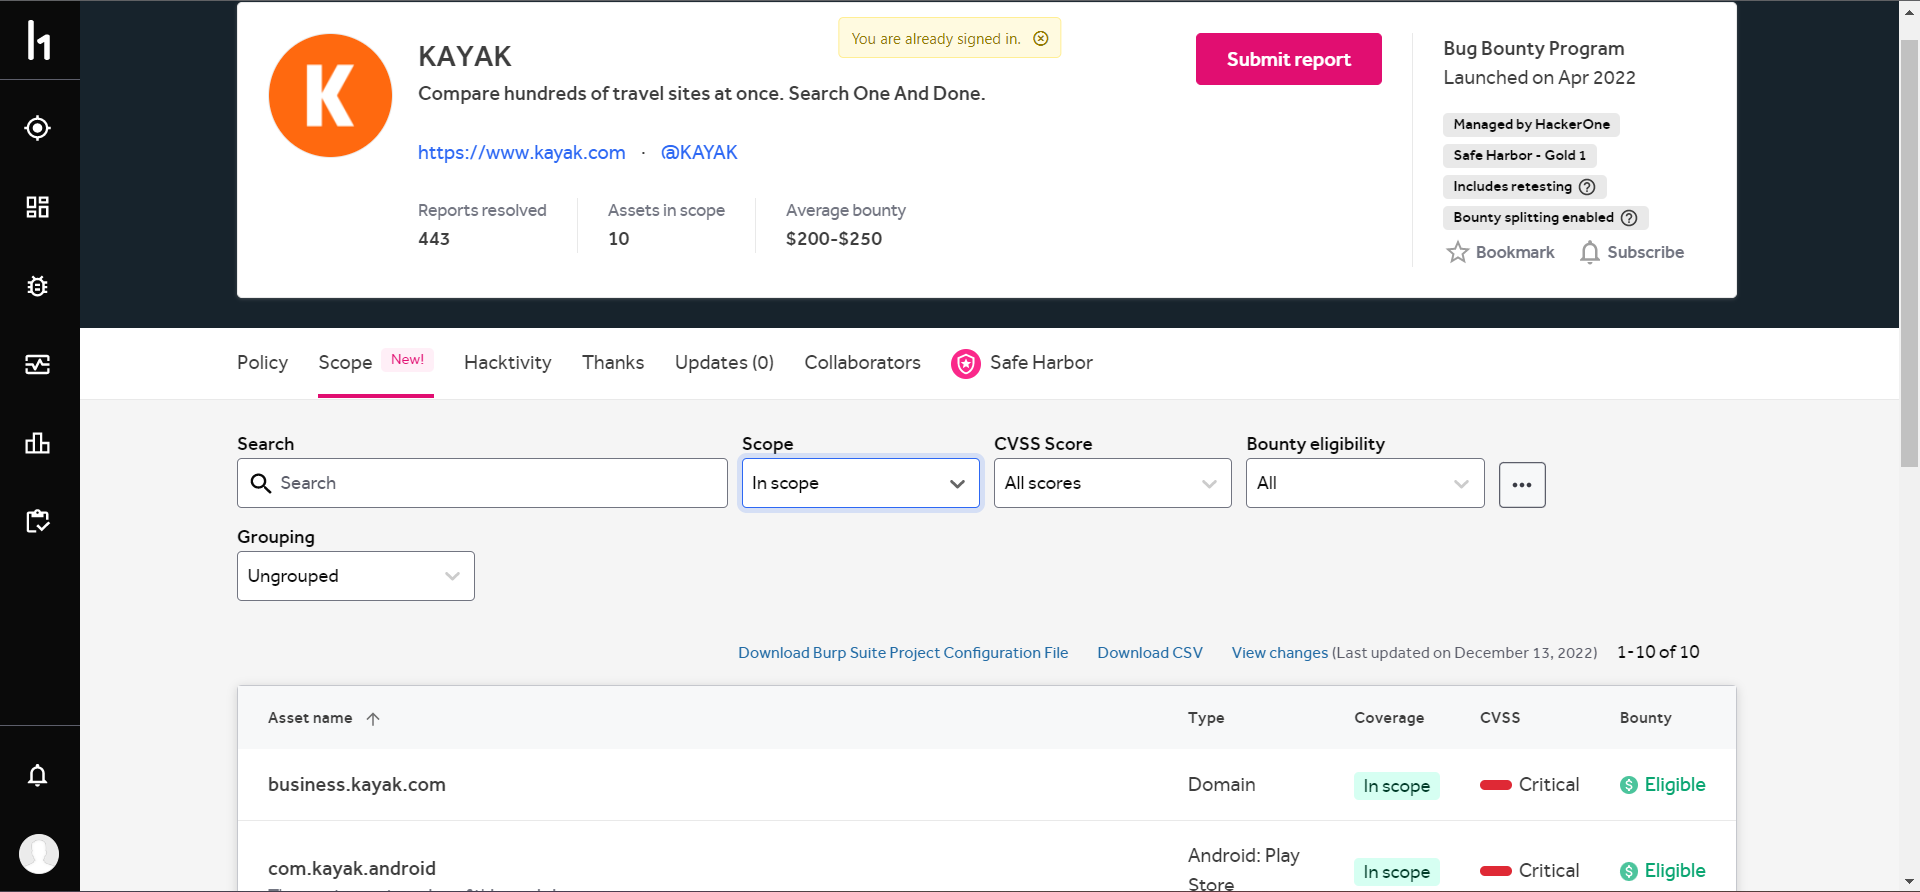 KAYAK
Compare hundreds of travel sites at once. Search One And Done.
https://www.kayak.com · @KAYAK
Reports resolved
443
Assets in scope
10
Average bounty
$200-$250
You are already signed in.
Submit report
Bug Bounty Program
Launched on Apr 2022
Managed by HackerOne
Safe Harbor - Gold 1
Includes retesting
Bounty splitting enabled
Bookmark Subscribe
Policy Scope New! Hacktivity Thanks Updates (0) Collaborators Safe Harbor
Search
Search
Scope
In scope
CVSS Score
All scores
Bounty eligibility
All
Grouping
Ungrouped
Download Burp Suite Project Configuration File Download CSV View changes (Last updated on December 13, 2022) 1-10 of 10
Asset name Type Coverage CVSS Bounty
business.kayak.com Domain In scope Critical Eligible
com.kayak.android Android: Play Store In scope Critical Eligible